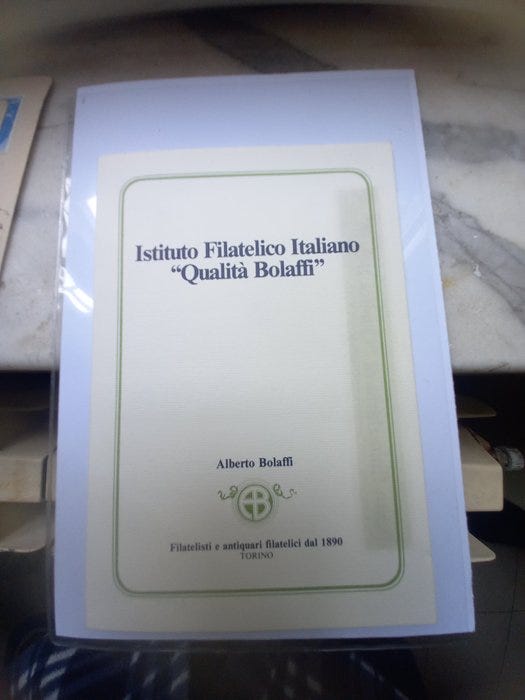 Istituto Filatelico Italiano
“Qualità Bolaffi”
Alberto Bolaffi
Filatelisti e antiquari filatelici dal 1890
TORINO